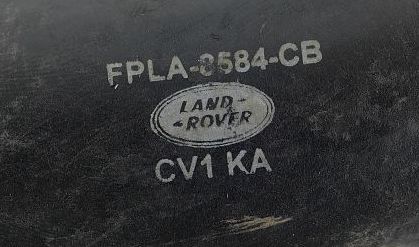 FPLA-8584-CB
LAND-
-ROVER
CV1 KA